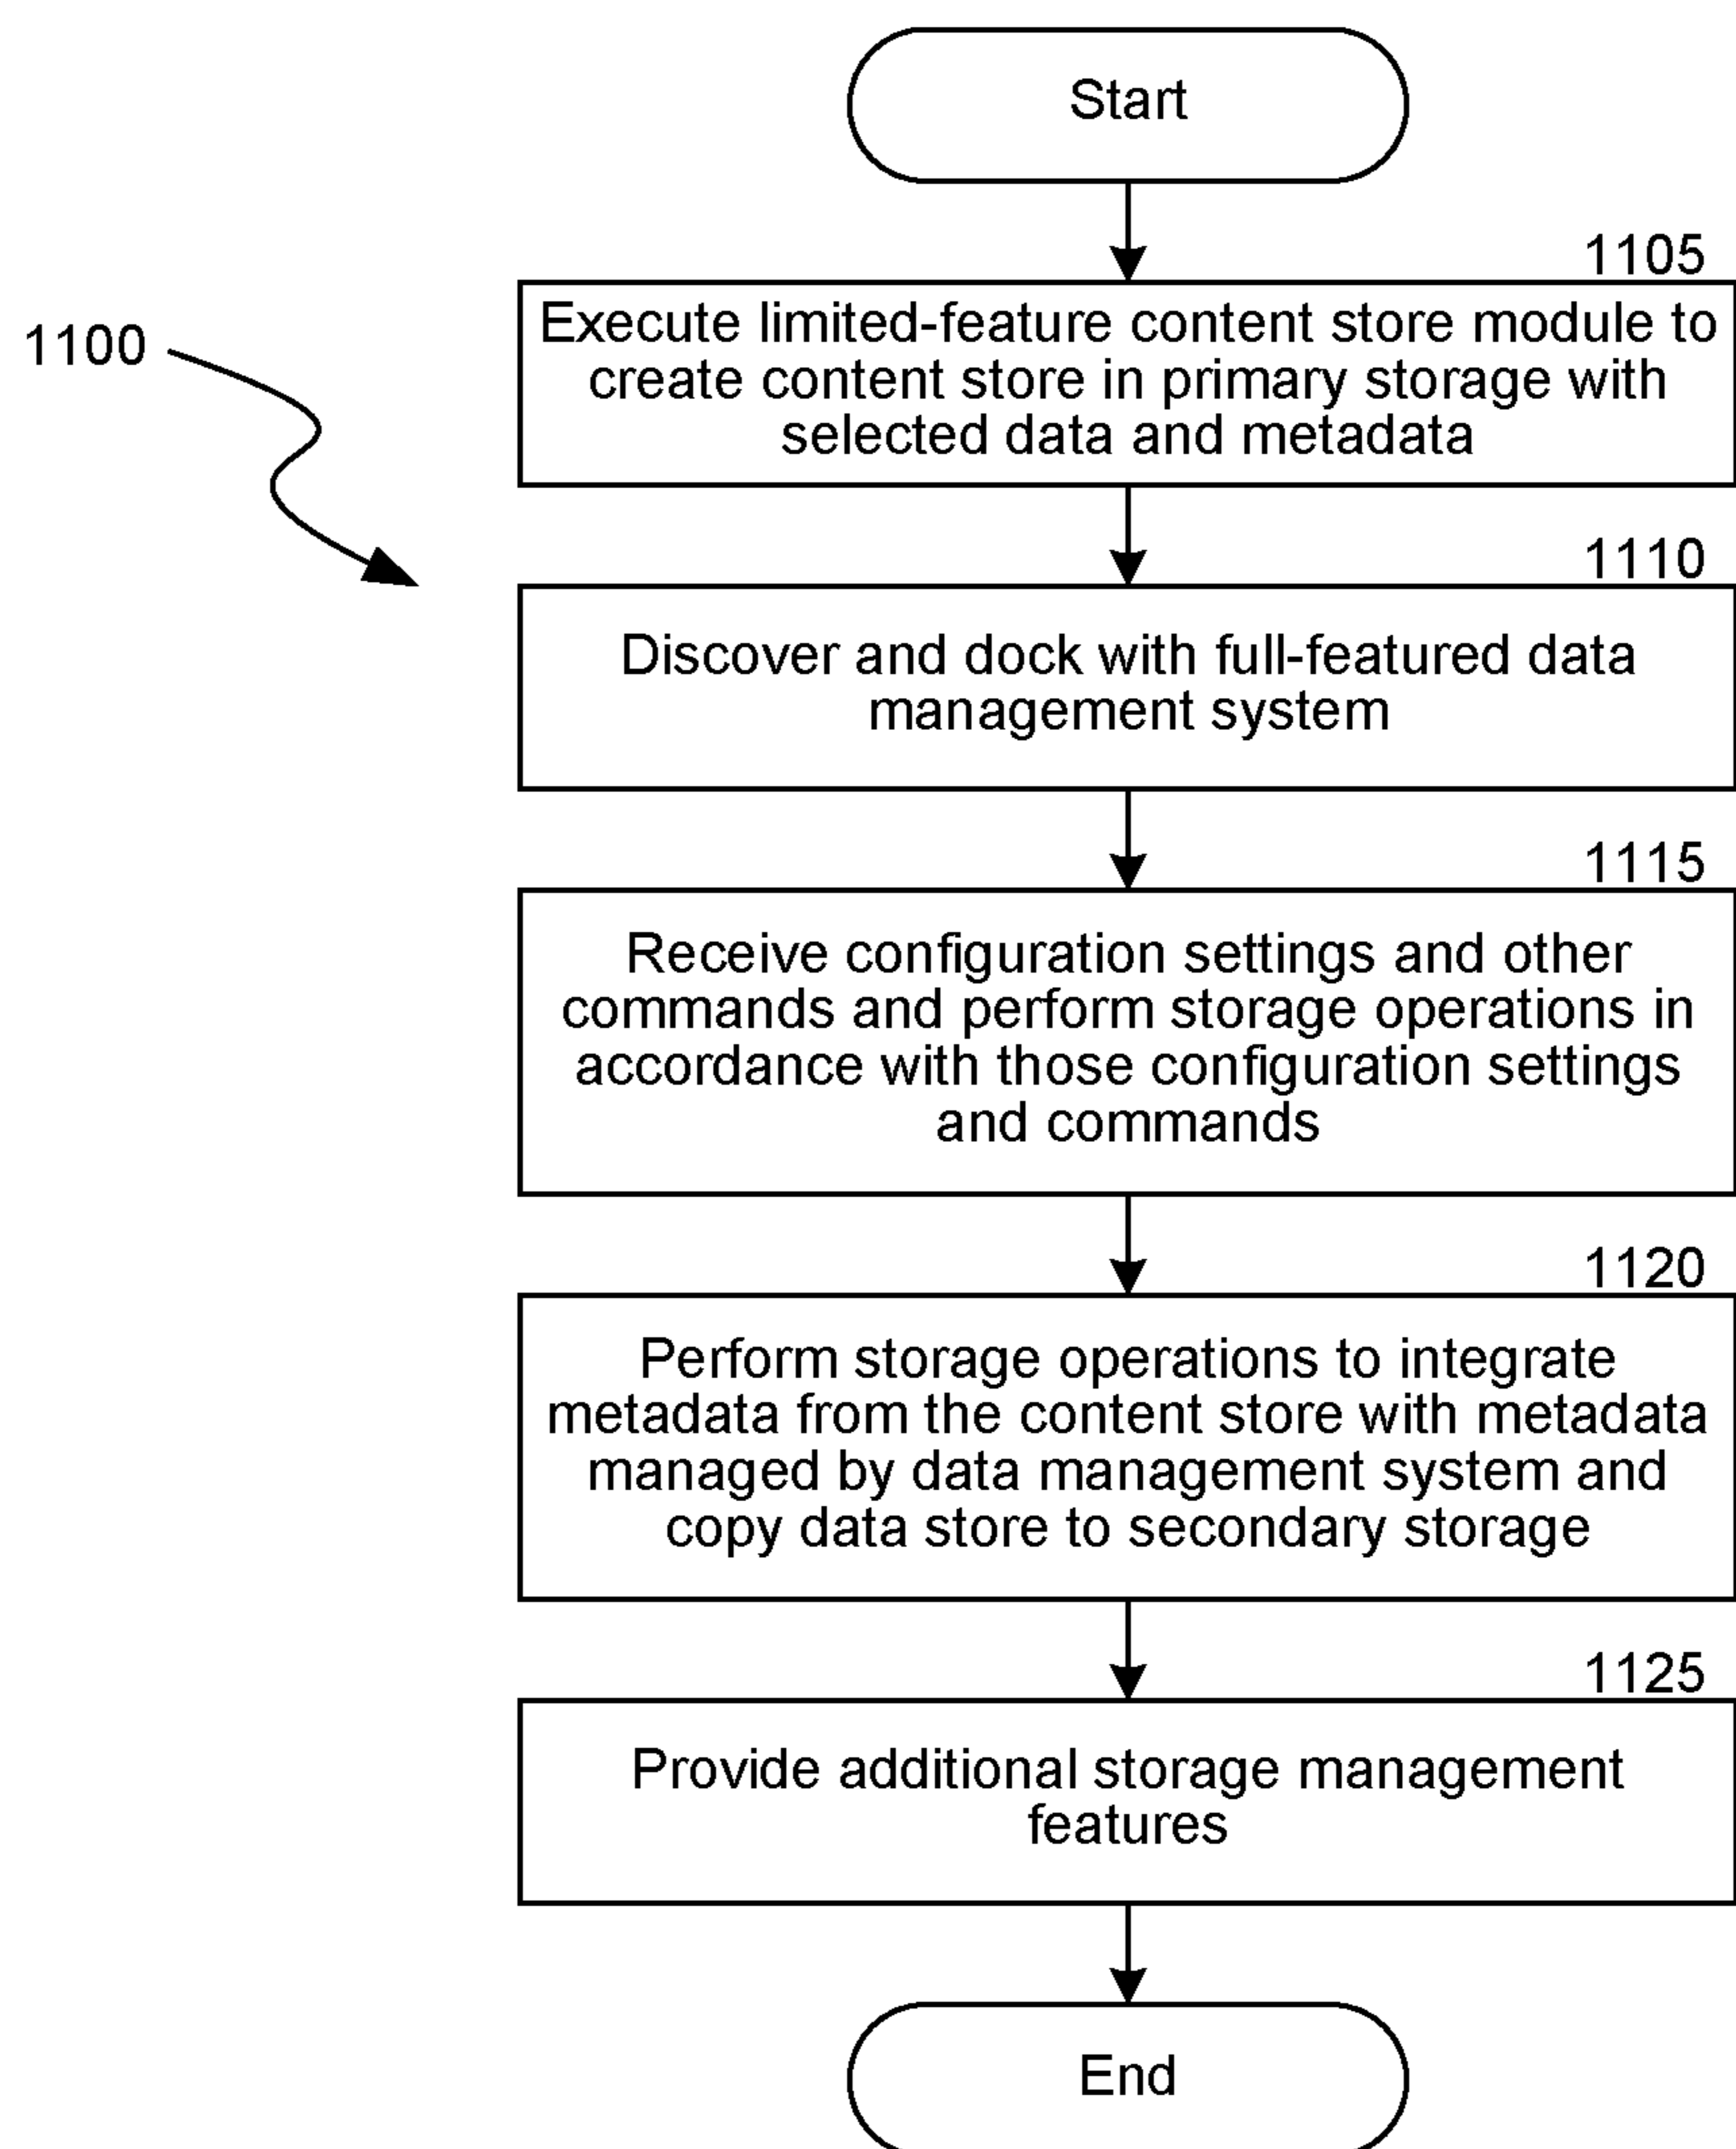 Start
1105
Execute limited-feature content store module to
create content store in primary storage with
selected data and metadata
1100
1110
Discover and dock with full-featured data
management system
1115
Receive configuration settings and other
commands and perform storage operations in
accordance with those configuration settings
and commands
1120
Perform storage operations to integrate
metadata from the content store with metadata
managed by data management system and
copy data store to secondary storage
1125
Provide additional storage management
features
End